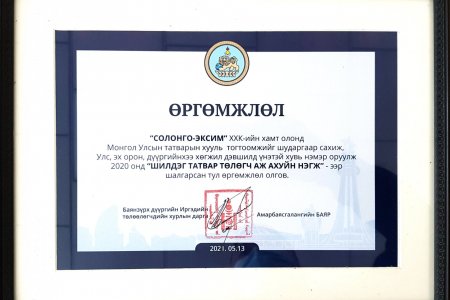 ӨРГӨМЖЛӨЛ
"СОЛОНГО-ЭКСИМ" ХХК-ийн хамт олонд
Монгол Улсын татварын хууль тогтоомжийг шударгаар сахиж,
Улс, эх орон, дүүргийнхээ хөгжил дэвшилд үнэтэй хувь нэмэр оруулж
2020 онд "ШИЛДЭГ ТАТВАР ТӨЛӨГЧ АЖ АХУЙН НЭГЖ" - ээр
шалгарсан тул өргөмжлөл олгов.
Баянзүрх дүүргийн Иргэдийн
төлөөлөгчдийн хурлын дарга
Амарбаясгалангийн БАЯР
2021.05.13